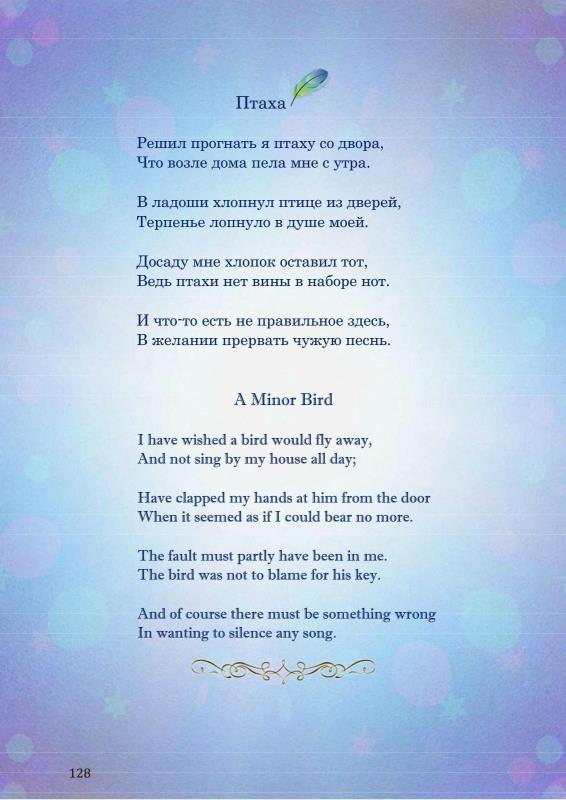 Птаха
Решил прогнать я птаху со двора,
Что возле дома пела мне с утра.
В ладоши хлопнул птице из дверей,
Терпенье лопнуло в душе моей.
Досаду мне хлопок оставил тот,
Ведь птахи нет вины в наборе нот.
И что-то есть не правильное здесь,
В желании прервать чужую песнь.
A Minor Bird
I have wished a bird would fly away,
And not sing by my house all day;
Have clapped my hands at him from the door
When it seemed as if I could bear no more.
The fault must partly have been in me.
The bird was not to blame for his key.
And of course there must be something wrong
In wanting to silence any song.
128